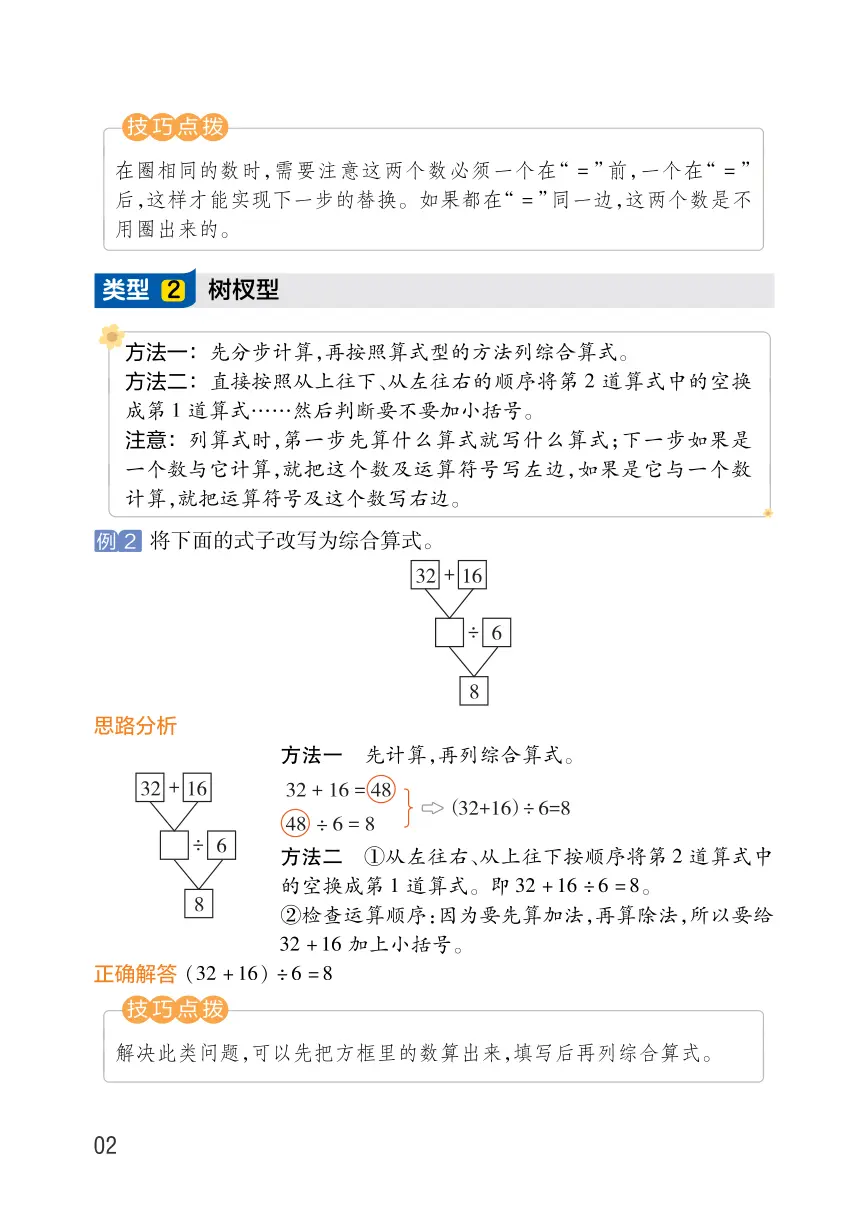 技巧点拨
在圈相同的数时,需要注意这两个数必须一个在“=”前,一个在“=”
后,这样才能实现下一步的替换。如果都在“=”同一边,这两个数是不
用圈出来的。
类型 2 树杈型
方法一：先分步计算,再按照算式型的方法列综合算式。
方法二：直接按照从上往下、从左往右的顺序将第 2 道算式中的空换
成第 1 道算式……然后判断要不要加小括号。
注意：列算式时,第一步先算什么算式就写什么算式;下一步如果是
一个数与它计算,就把这个数及运算符号写左边,如果是它与一个数
计算,就把运算符号及这个数写右边。
例 2 将下面的式子改写为综合算式。
32 + 16
÷ 6
8
思路分析
32 + 16
÷ 6
8
方法一 先计算,再列综合算式。
32 + 16 = 48
48 ÷ 6 = 8
⇨ (32+16) ÷ 6=8
方法二 ①从左往右、从上往下按顺序将第 2 道算式中
的空换成第 1 道算式。即 32 + 16 ÷ 6 = 8。
②检查运算顺序:因为要先算加法,再算除法,所以要给
32 + 16 加上小括号。
正确解答 (32 + 16) ÷ 6 = 8
技巧点拨
解决此类问题,可以先把方框里的数算出来,填写后再列综合算式。
02